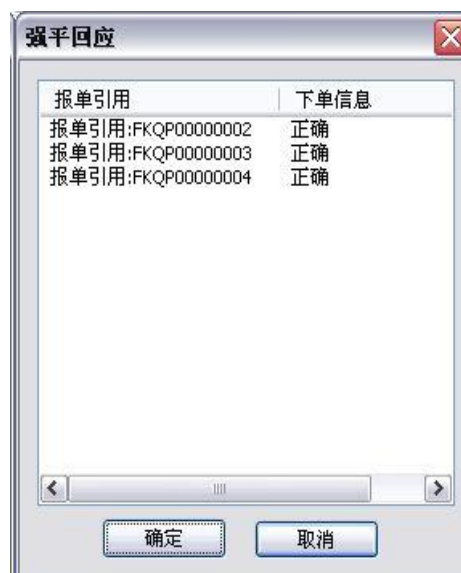 强平回应
报单引用 下单信息
报单引用:FKQP00000002 正确
报单引用:FKQP00000003 正确
报单引用:FKQP00000004 正确
确定 取消